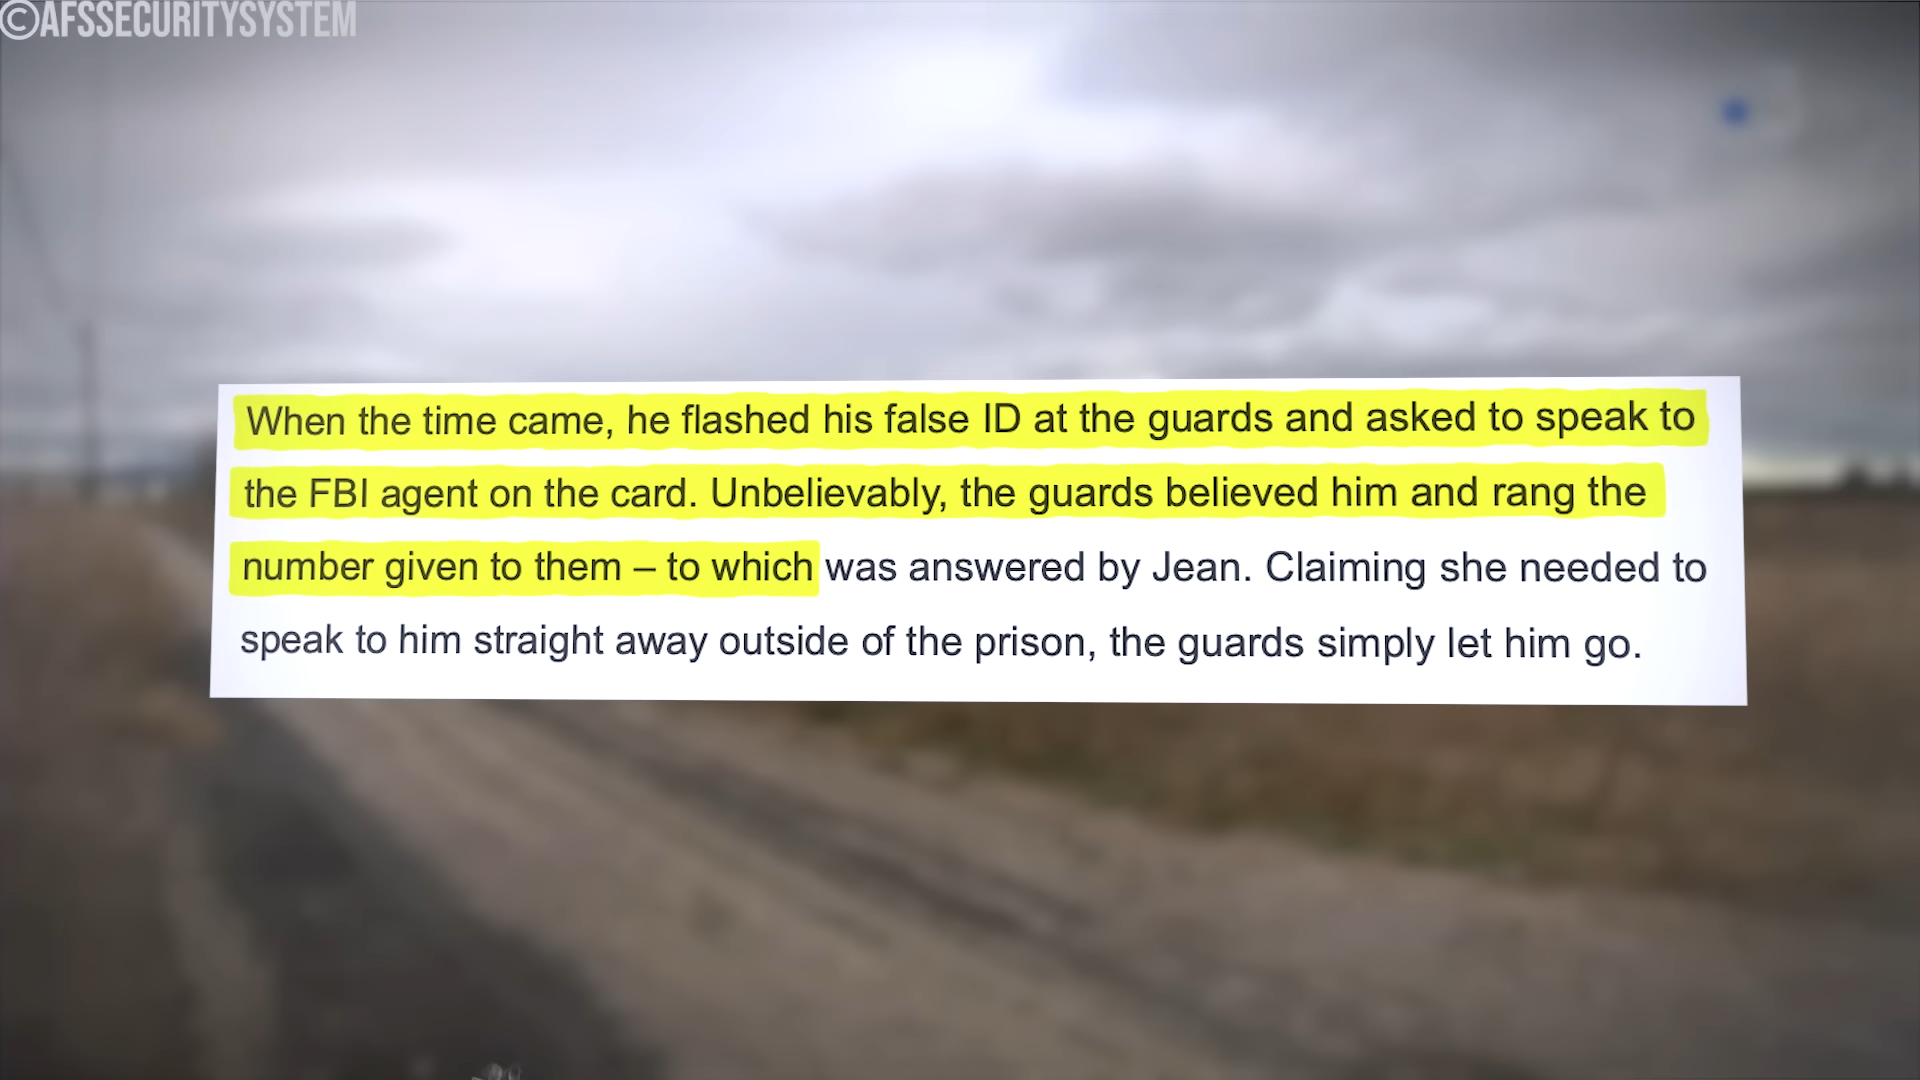 ©AFSSECURITYSYSTEM
When the time came, he flashed his false ID at the guards and asked to speak to
the FBI agent on the card. Unbelievably, the guards believed him and rang the
number given to them – to which was answered by Jean. Claiming she needed to
speak to him straight away outside of the prison, the guards simply let him go.